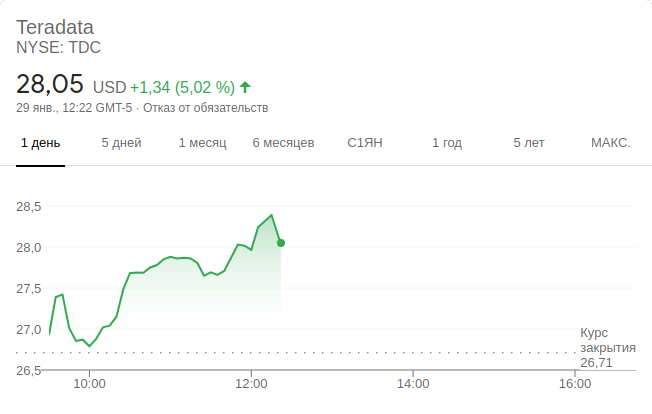 Teradata
NYSE: TDC
28,05 USD +1,34 (5,02 %)
29 янв., 12:22 GMT-5 · Отказ от обязательств
1 день 5 дней 1 месяц 6 месяцев С1ЯН 1 год 5 лет МАКС.
28,5
28,0
27,5
27,0
Курс
закрытия
26,71
26,5
10:00 12:00 14:00 16:00